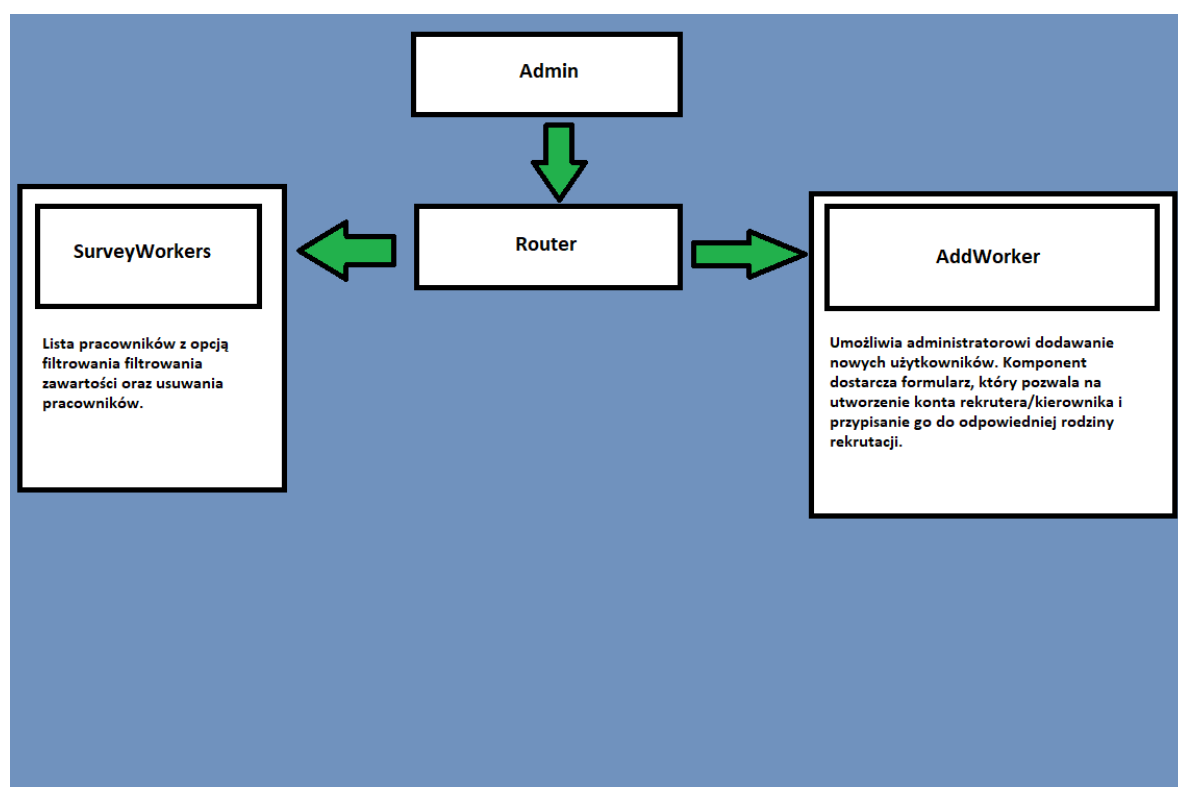 Admin
Router
SurveyWorkers
Lista pracowników z opcją
filtrowania filtrowania
zawartości oraz usuwania
pracowników.
AddWorker
Umożliwia administratorowi dodawanie
nowych użytkowników. Komponent
dostarcza formularz, który pozwala na
utworzenie konta rekrutera/kierownika i
przypisanie go do odpowiedniej rodziny
rekrutacji.